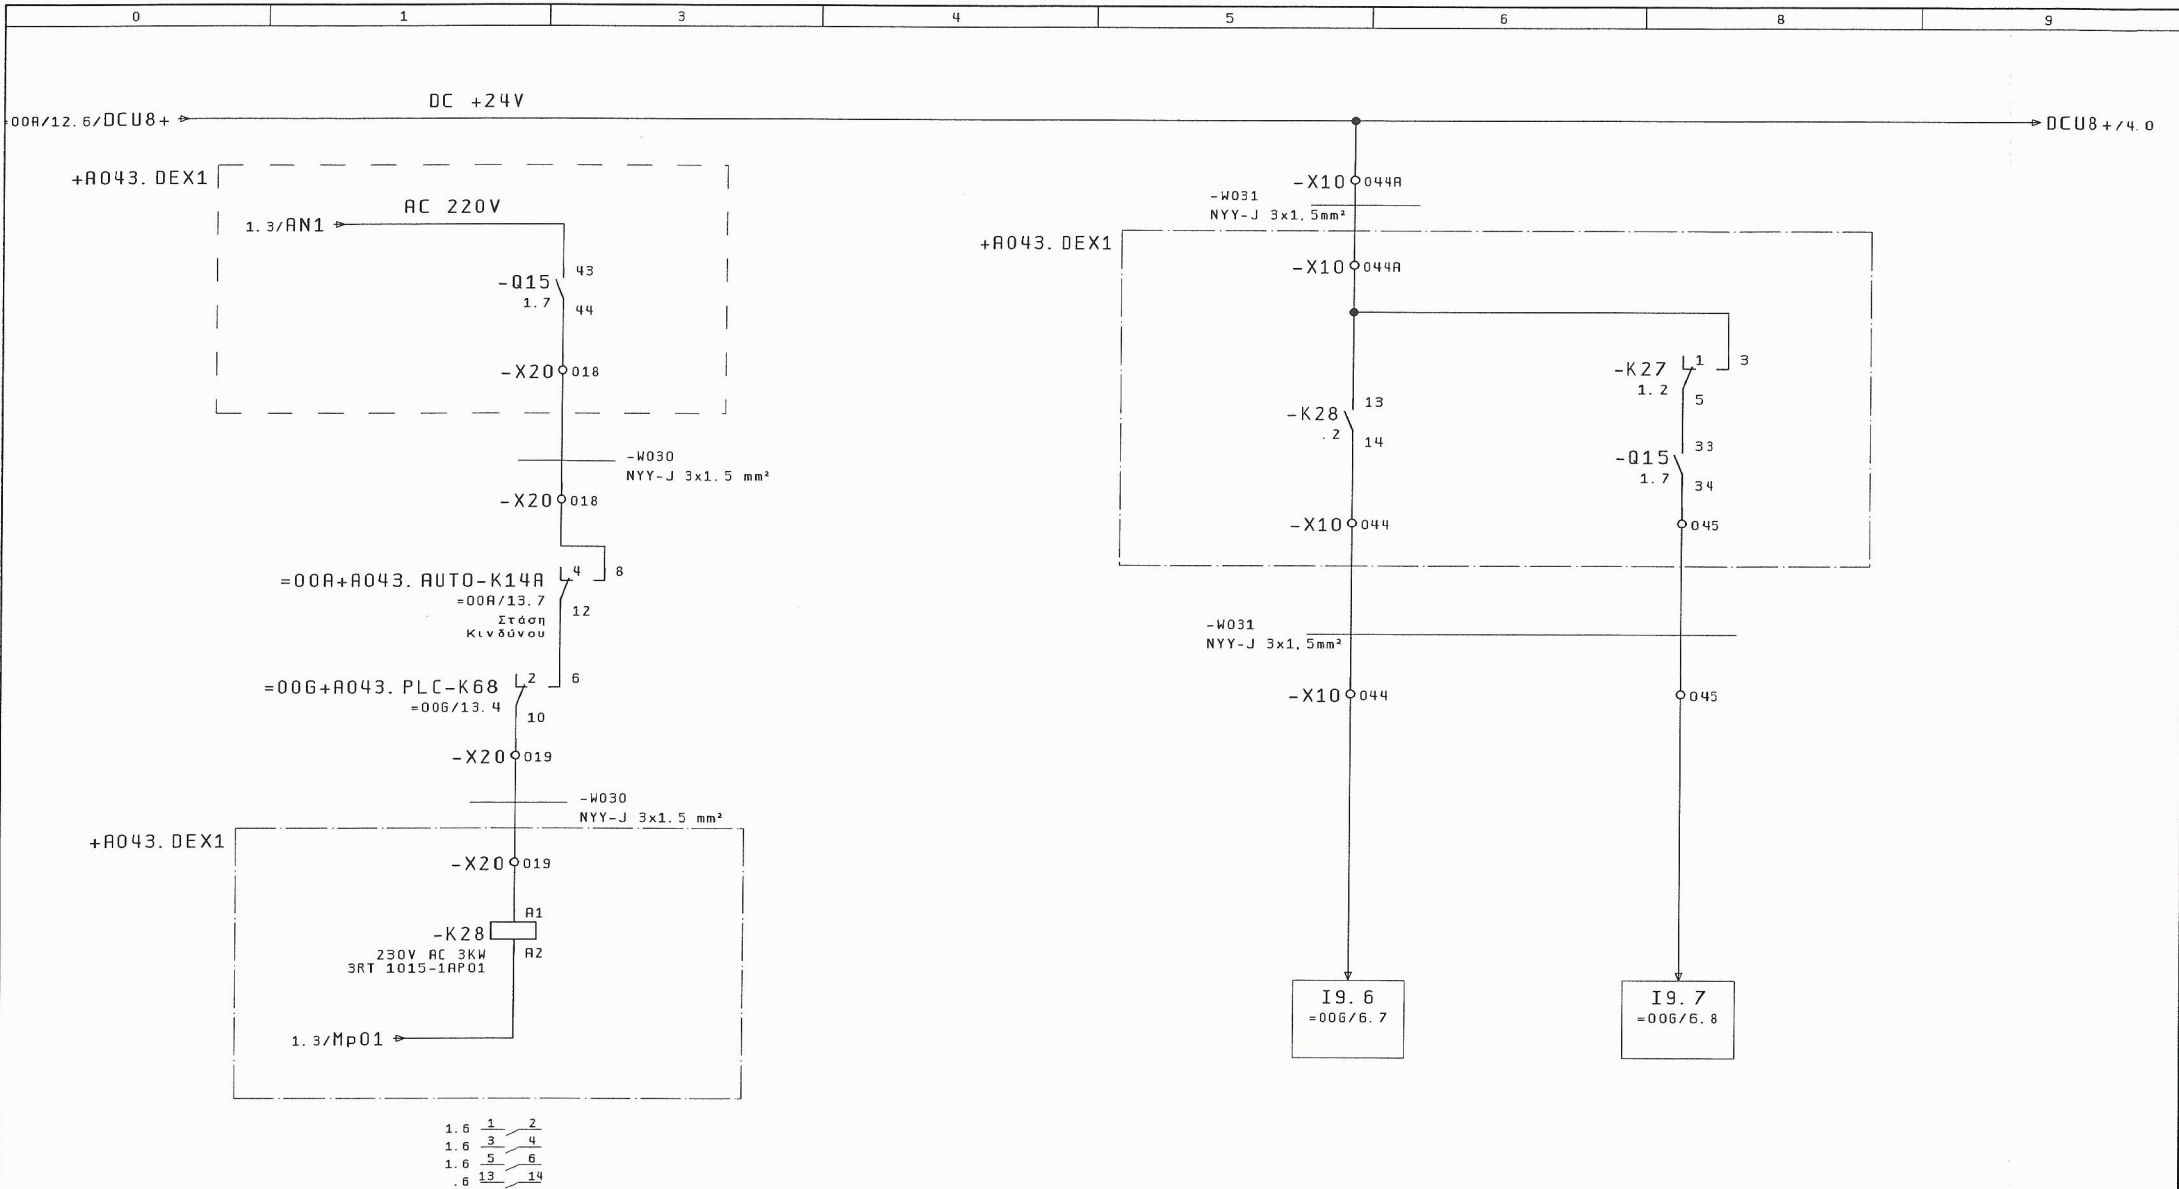 0 1 3 4 5 6 8 9
DC +24V
=00A/12.6/DCU8+
DCU8+/4.0
+A043.DEX1
AC 220V
1.3/AN1
43
-Q15
1.7
44
-X20 018
-W030
NYY-J 3x1.5 mm²
-X20 018
4 8
=00A+A043.AUTO-K14A
=00A/13.7
12
Στάση
Κινδύνου
2 6
=00G+A043.PLC-K68
=00G/13.4
10
-X20 019
-W030
NYY-J 3x1.5 mm²
+A043.DEX1
-X20 019
A1
-K28
230V AC 3KW
A2
3RT 1015-1AP01
1.3/Mp01
1.6 1 2
1.6 3 4
1.6 5 6
.6 13 14
-X10 044A
-W031
NYY-J 3x1,5mm²
+A043.DEX1
-X10 044A
1 3
-K27
1.2
5
13
-K28
.2
14
33
-Q15
1.7
34
-X10 044
045
-W031
NYY-J 3x1,5mm²
-X10 044
045
I9.6
=00G/6.7
I9.7
=00G/6.8